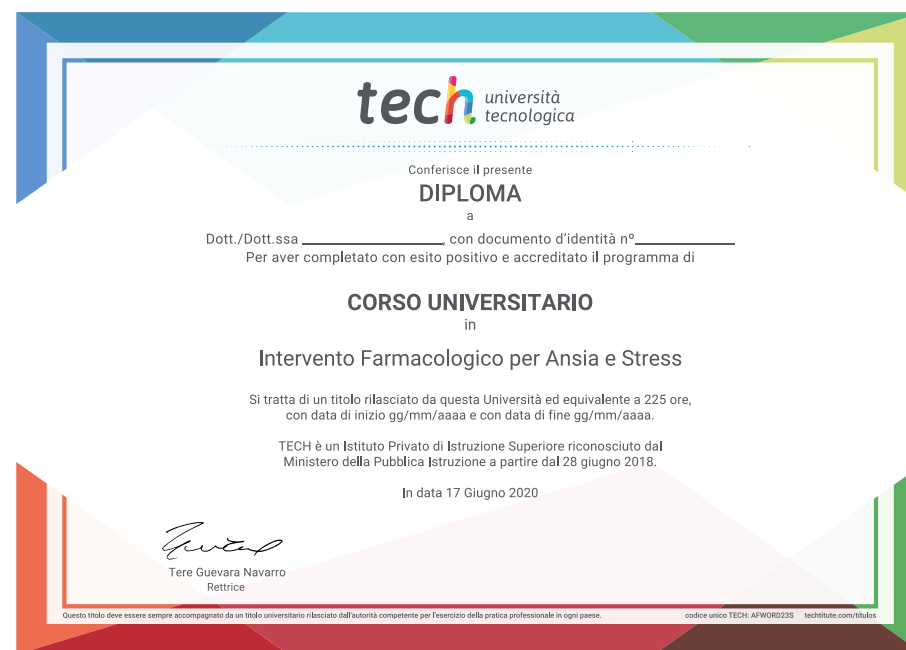 tech università
tecnologica
Conferisce il presente
DIPLOMA
a
Dott./Dott.ssa ____________________, con documento d'identità nº______________
Per aver completato con esito positivo e accreditato il programma di
CORSO UNIVERSITARIO
in
Intervento Farmacologico per Ansia e Stress
Si tratta di un titolo rilasciato da questa Università ed equivalente a 225 ore,
con data di inizio gg/mm/aaaa e con data di fine gg/mm/aaaa.
TECH è un Istituto Privato di Istruzione Superiore riconosciuto dal
Ministero della Pubblica Istruzione a partire dal 28 giugno 2018.
In data 17 Giugno 2020
Tere Guevara Navarro
Rettrice
Questo titolo deve essere sempre accompagnato da un titolo universitario rilasciato dall'autorità competente per l'esercizio della pratica professionale in ogni paese. codice unico TECH: AFWORD23S techtitute.com/titulos